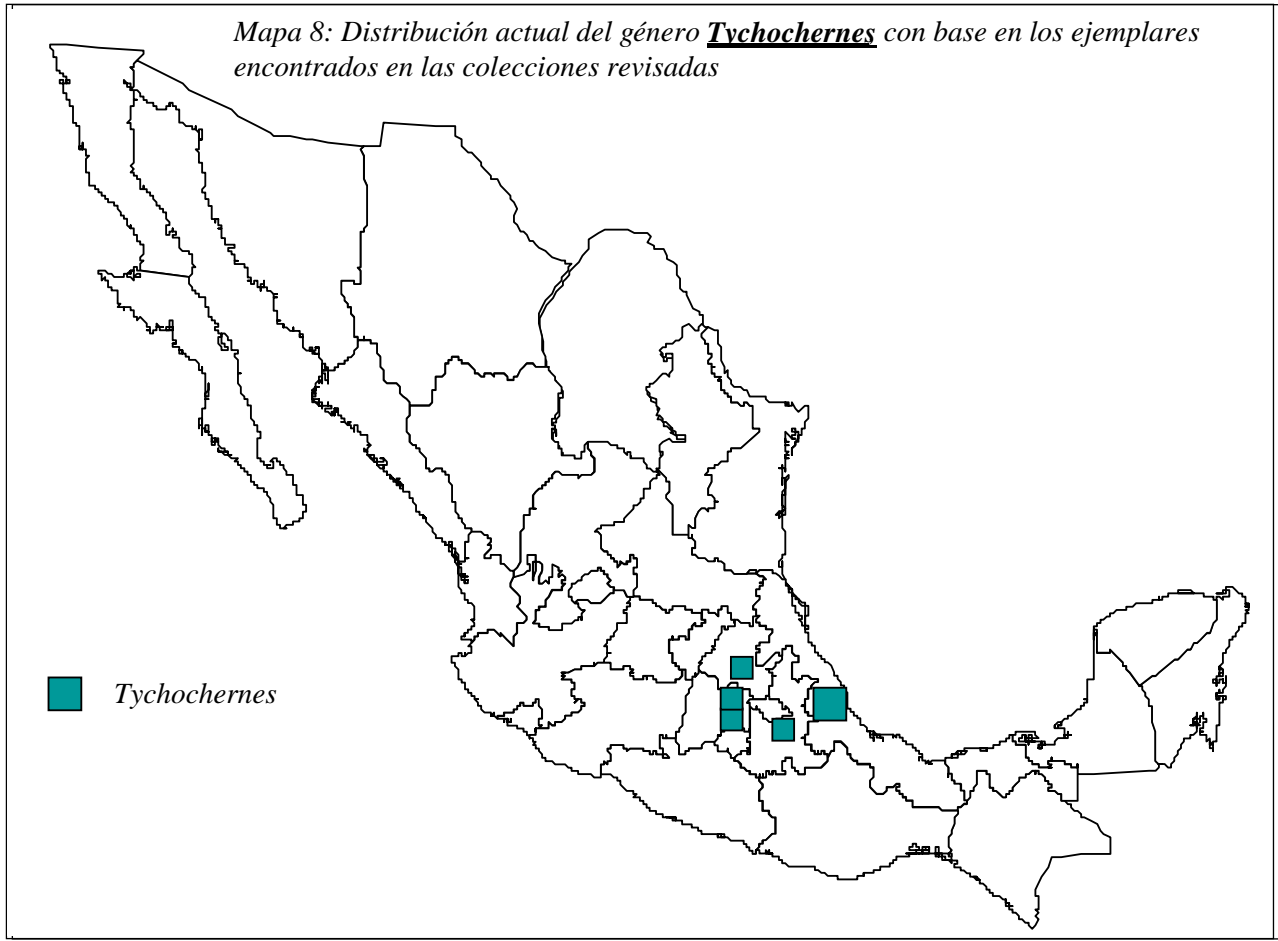 Mapa 8: Distribución actual del género Tychochernes con base en los ejemplares
encontrados en las colecciones revisadas
Tychochernes